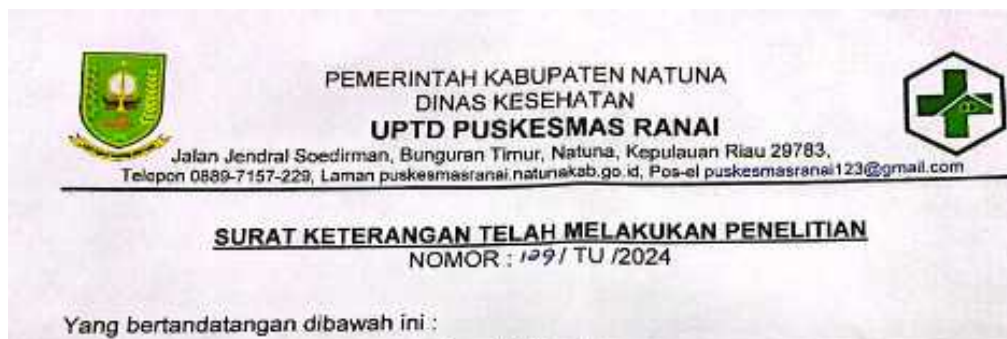 PEMERINTAH KABUPATEN NATUNA
DINAS KESEHATAN
UPTD PUSKESMAS RANAI
Jalan Jendral Soedirman, Bunguran Timur, Natuna, Kepulauan Riau 29783,
Telepon 0889-7157-229, Laman puskesmasranai.natunakab.go.id, Pos-el puskesmasranai123@gmail.com
SURAT KETERANGAN TELAH MELAKUKAN PENELITIAN
NOMOR : 129/ TU /2024
Yang bertandatangan dibawah ini :